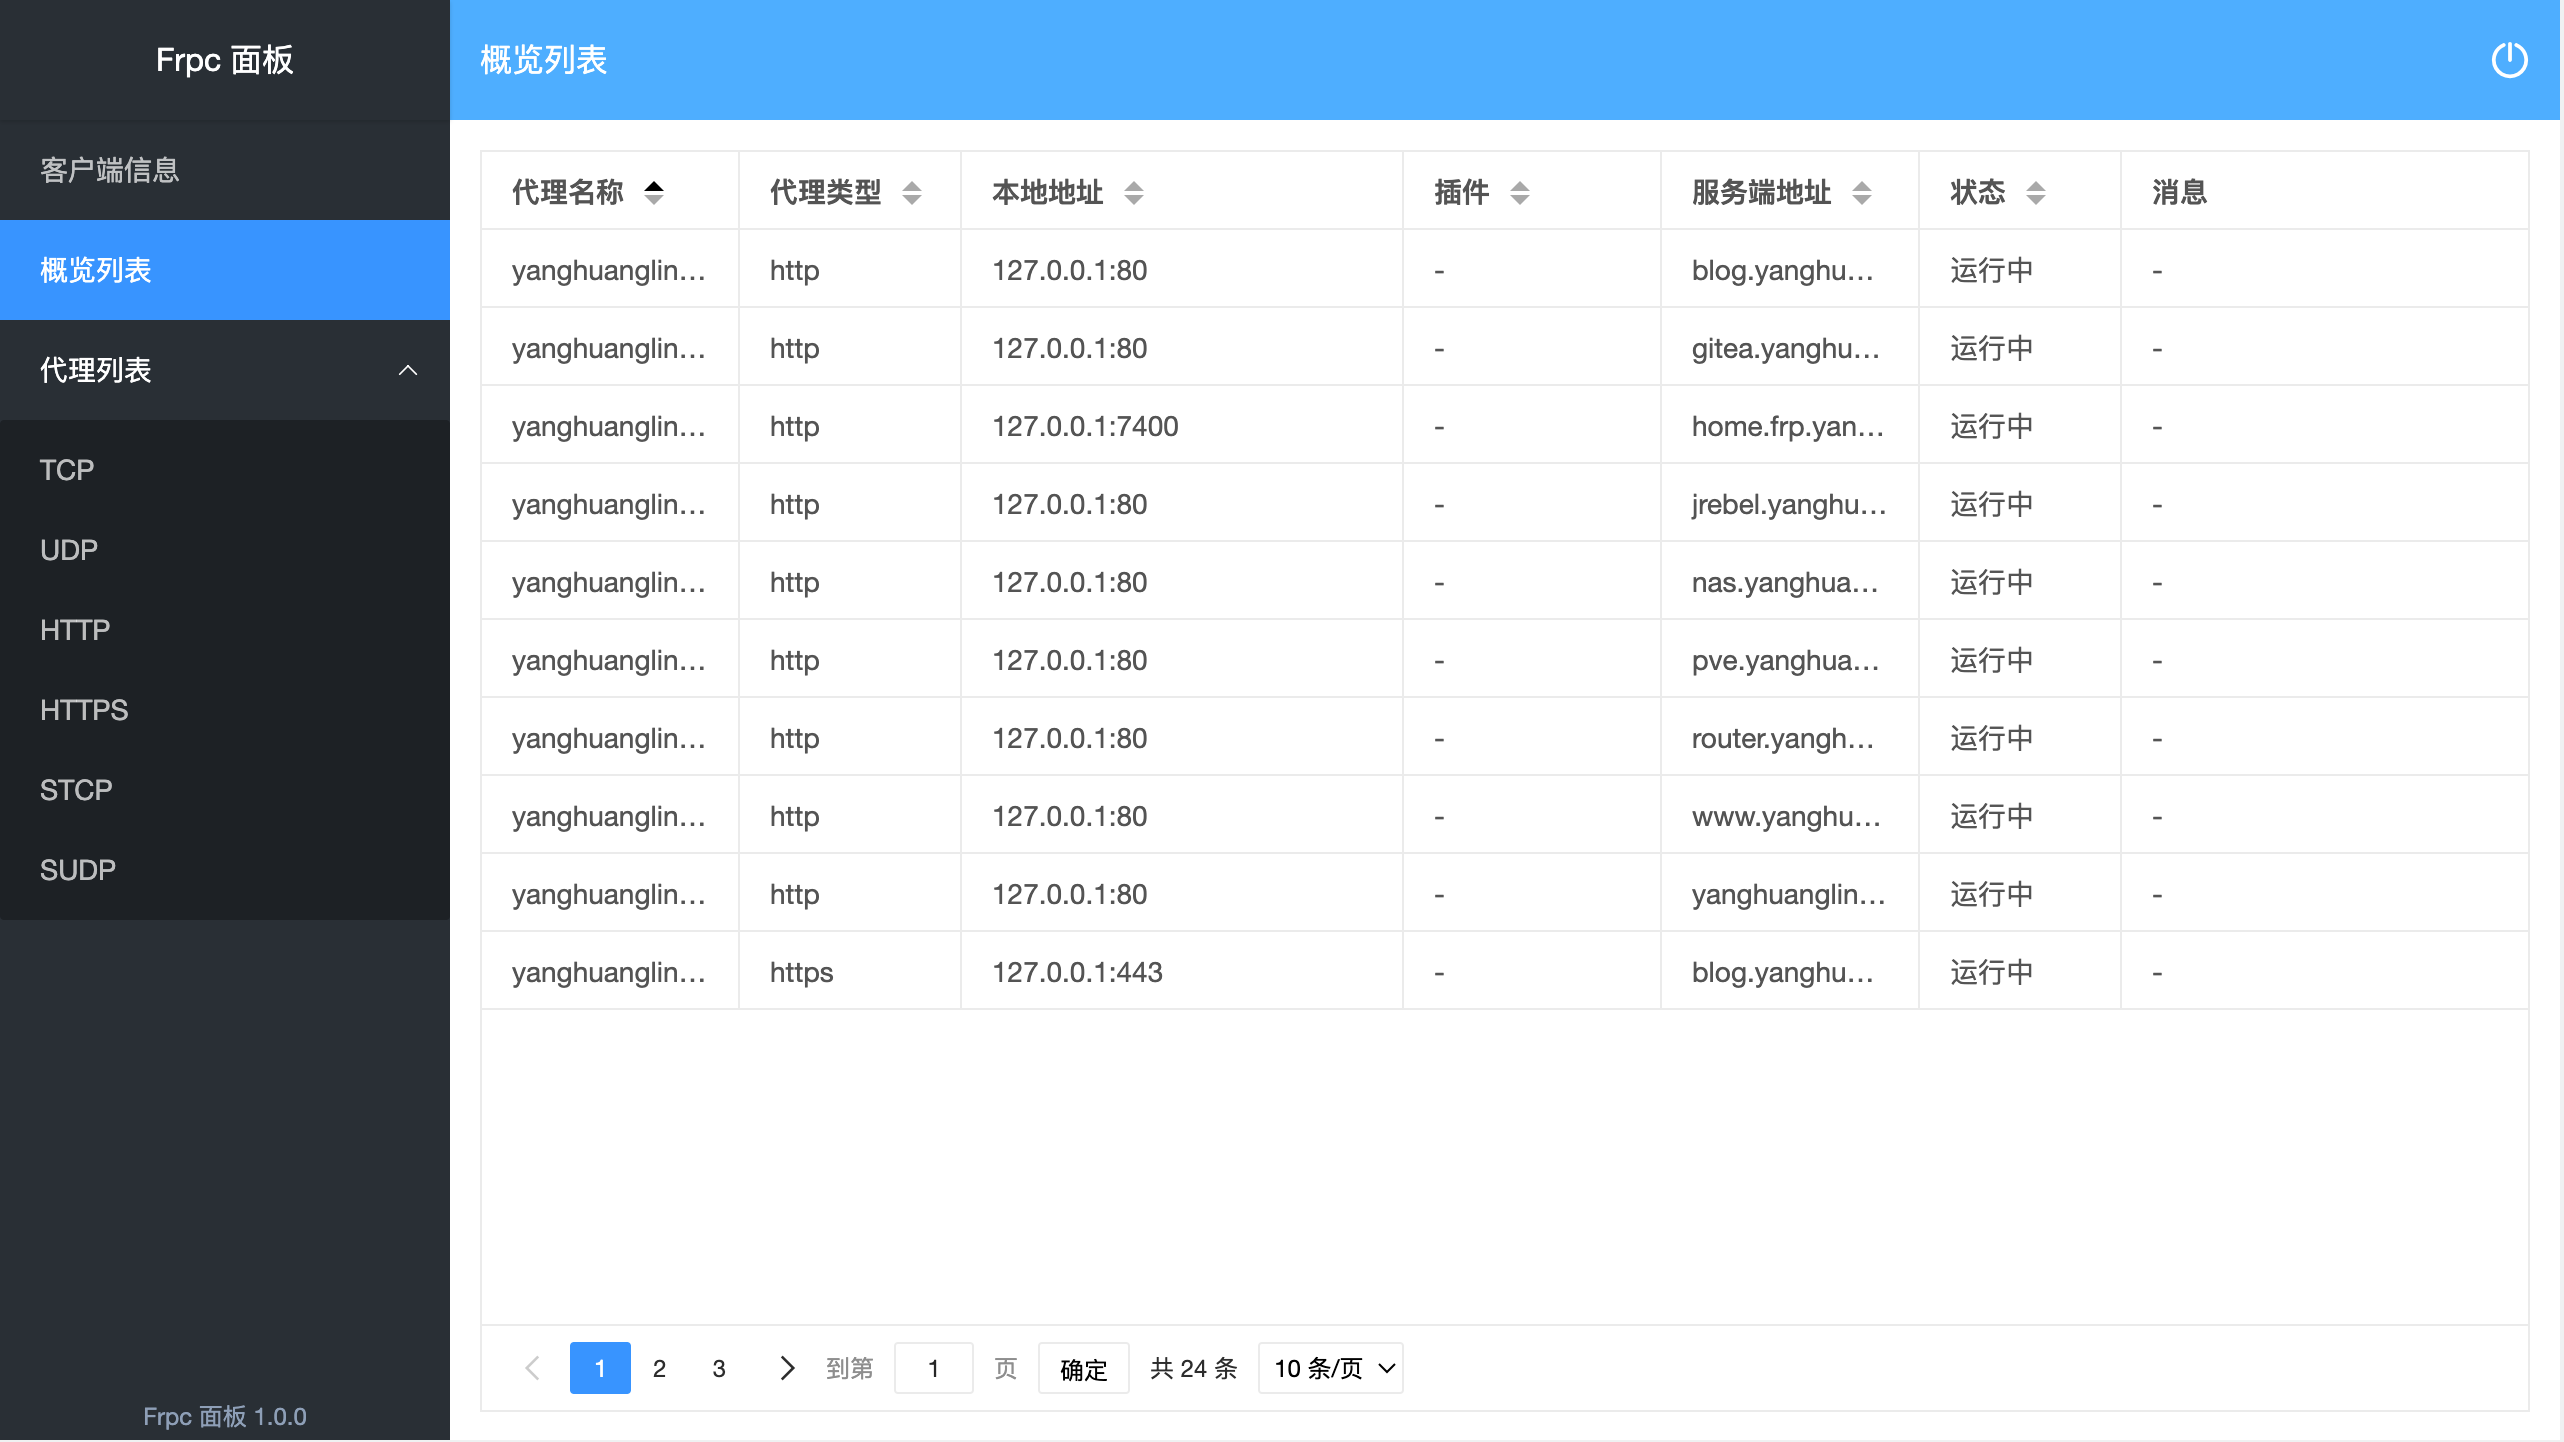 Frpc 面板
概览列表
客户端信息
概览列表
代理列表
TCP
UDP
HTTP
HTTPS
STCP
SUDP
Frpc 面板 1.0.0
代理名称 代理类型 本地地址 插件 服务端地址 状态 消息
yanghuanglin... http 127.0.0.1:80 - blog.yanghu... 运行中 -
yanghuanglin... http 127.0.0.1:80 - gitea.yanghu... 运行中 -
yanghuanglin... http 127.0.0.1:7400 - home.frp.yan... 运行中 -
yanghuanglin... http 127.0.0.1:80 - jrebel.yanghu... 运行中 -
yanghuanglin... http 127.0.0.1:80 - nas.yanghua... 运行中 -
yanghuanglin... http 127.0.0.1:80 - pve.yanghua... 运行中 -
yanghuanglin... http 127.0.0.1:80 - router.yangh... 运行中 -
yanghuanglin... http 127.0.0.1:80 - www.yanghu... 运行中 -
yanghuanglin... http 127.0.0.1:80 - yanghuanglin... 运行中 -
yanghuanglin... https 127.0.0.1:443 - blog.yanghu... 运行中 -
1 2 3 到第 1 页 确定 共 24 条 10 条/页